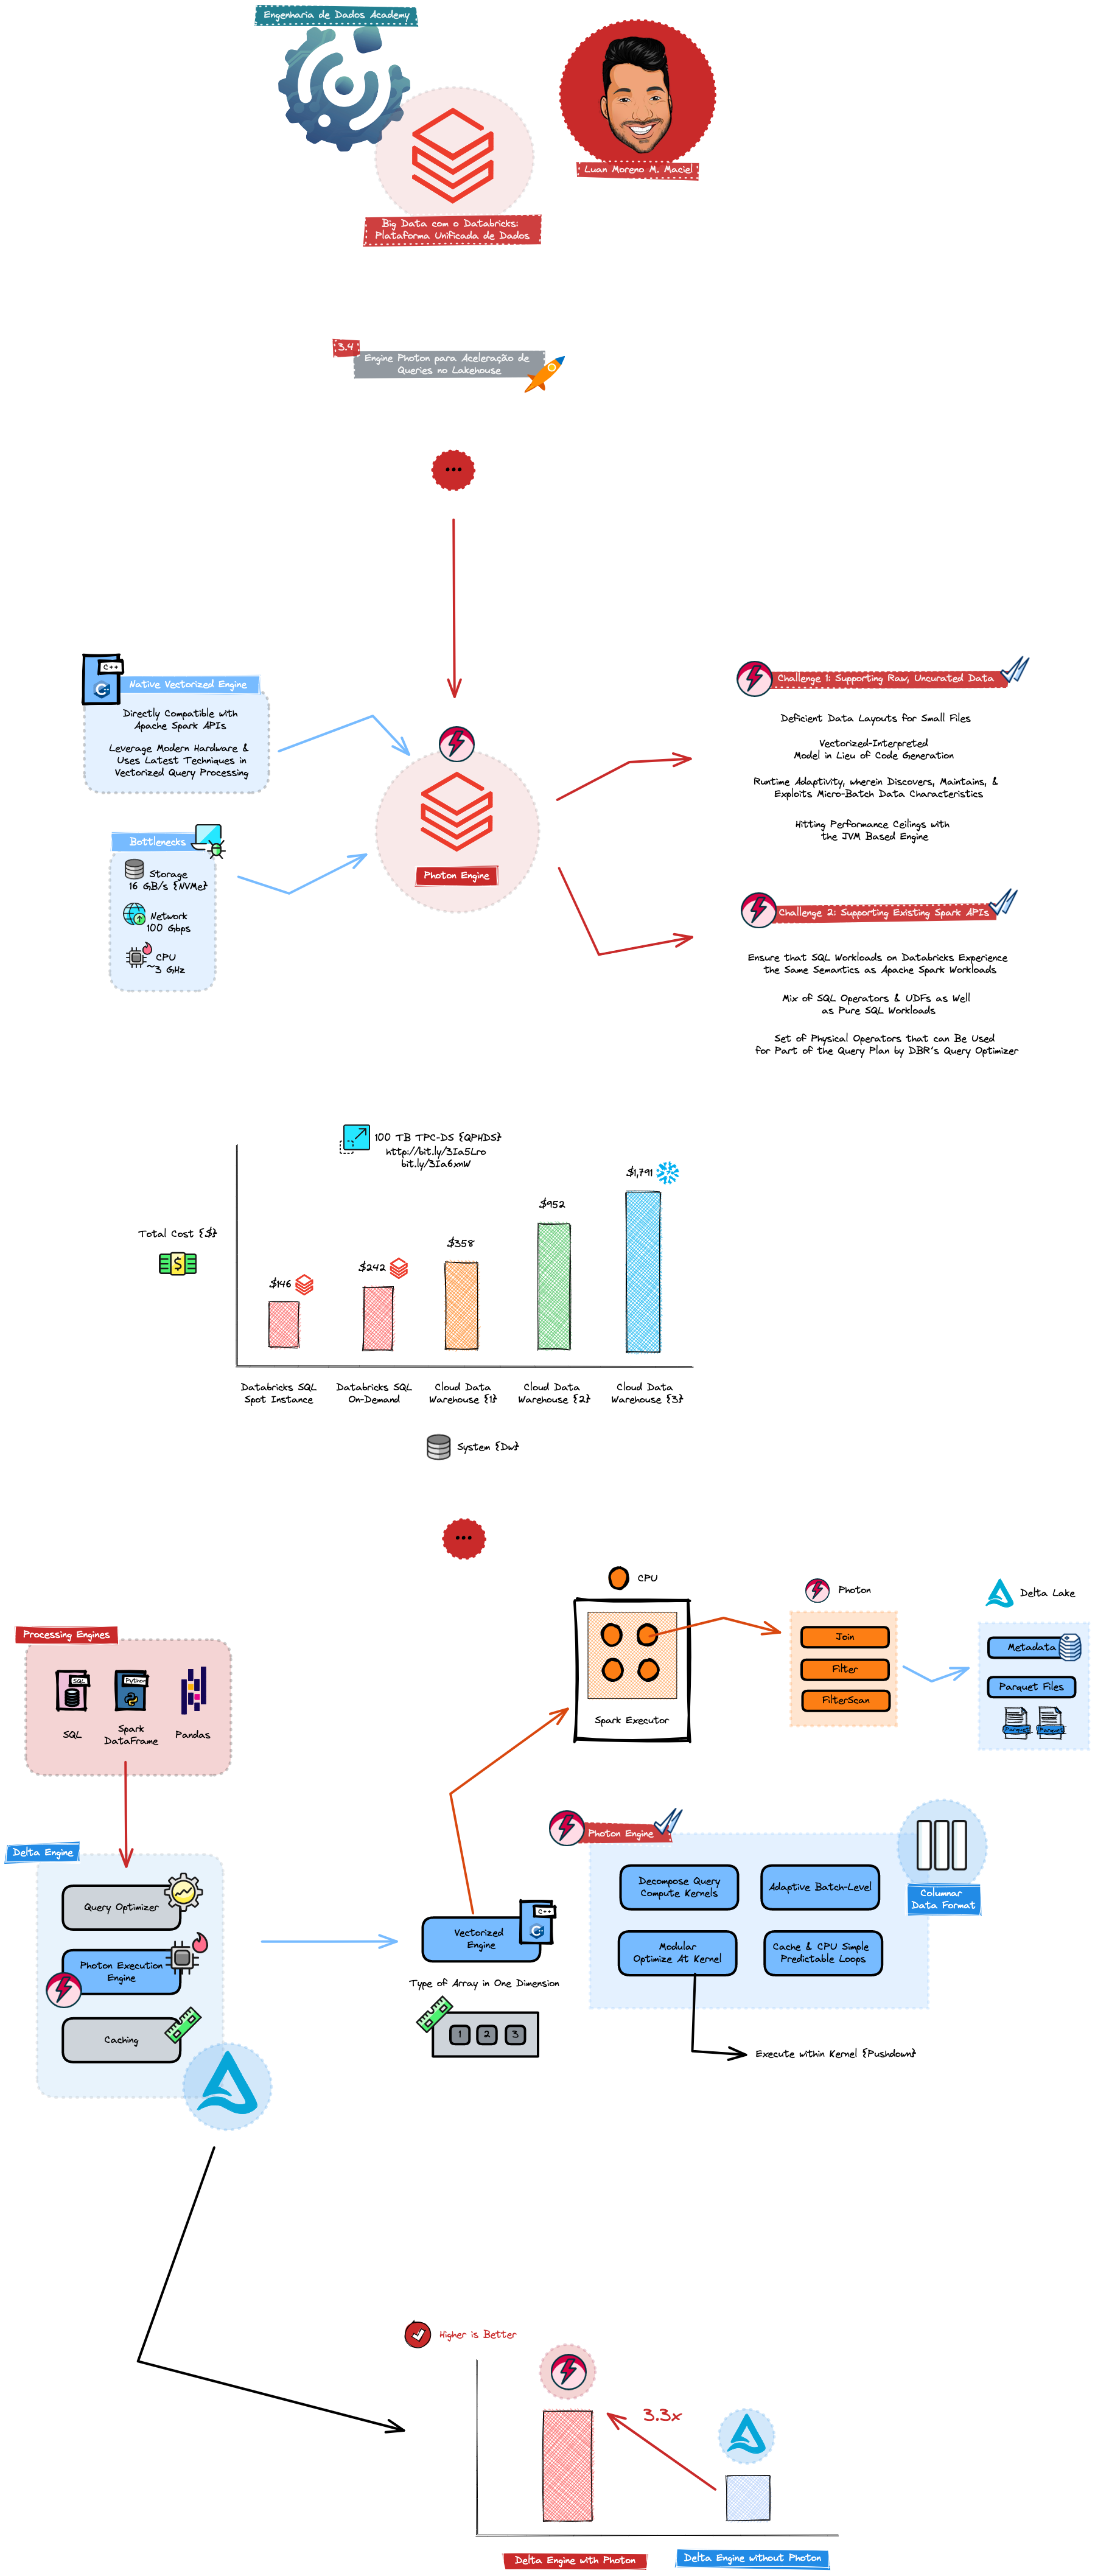 Engenharia de Dados Academy
Luan Moreno M. Maciel
Big Data com o Databricks:
Plataforma Unificada de Dados
3.4
Engine Photon para Aceleração de
Queries no Lakehouse
C++
Native Vectorized Engine
Directly Compatible with
Apache Spark APIs
Leverage Modern Hardware &
Uses Latest Techniques in
Vectorized Query Processing
Bottlenecks
Storage
16 GB/s {NVMe}
Network
100 Gbps
CPU
~3 GHz
Photon Engine
Challenge 1: Supporting Raw, Uncurated Data
Deficient Data Layouts for Small Files
Vectorized-Interpreted
Model in Lieu of Code Generation
Runtime Adaptivity, wherein Discovers, Maintains, &
Exploits Micro-Batch Data Characteristics
Hitting Performance Ceilings with
the JVM Based Engine
Challenge 2: Supporting Existing Spark APIs
Ensure that SQL Workloads on Databricks Experience
the Same Semantics as Apache Spark Workloads
Mix of SQL Operators & UDFs as Well
as Pure SQL Workloads
Set of Physical Operators that can Be Used
for Part of the Query Plan by DBR's Query Optimizer
100 TB TPC-DS {QPHDS}
http://bit.ly/3Ia5Lro
bit.ly/3Ia6xmW
Total Cost {$}
$146
$242
$358
$952
$1,791
Databricks SQL
Spot Instance
Databricks SQL
On-Demand
Cloud Data
Warehouse {1}
Cloud Data
Warehouse {2}
Cloud Data
Warehouse {3}
System {Dw}
Processing Engines
SQL
Python
SQL
Spark
DataFrame
Pandas
Delta Engine
Query Optimizer
Photon Execution
Engine
Caching
C++
Vectorized
Engine
Type of Array in One Dimension
1
2
3
CPU
Spark Executor
Photon
Join
Filter
FilterScan
Delta Lake
Metadata
Parquet Files
Parquet
Parquet
Photon Engine
Decompose Query
Compute Kernels
Adaptive Batch-Level
Modular
Optimize At Kernel
Cache & CPU Simple
Predictable Loops
Columnar
Data Format
Execute within Kernel {Pushdown}
Higher is Better
3.3x
Delta Engine with Photon
Delta Engine without Photon